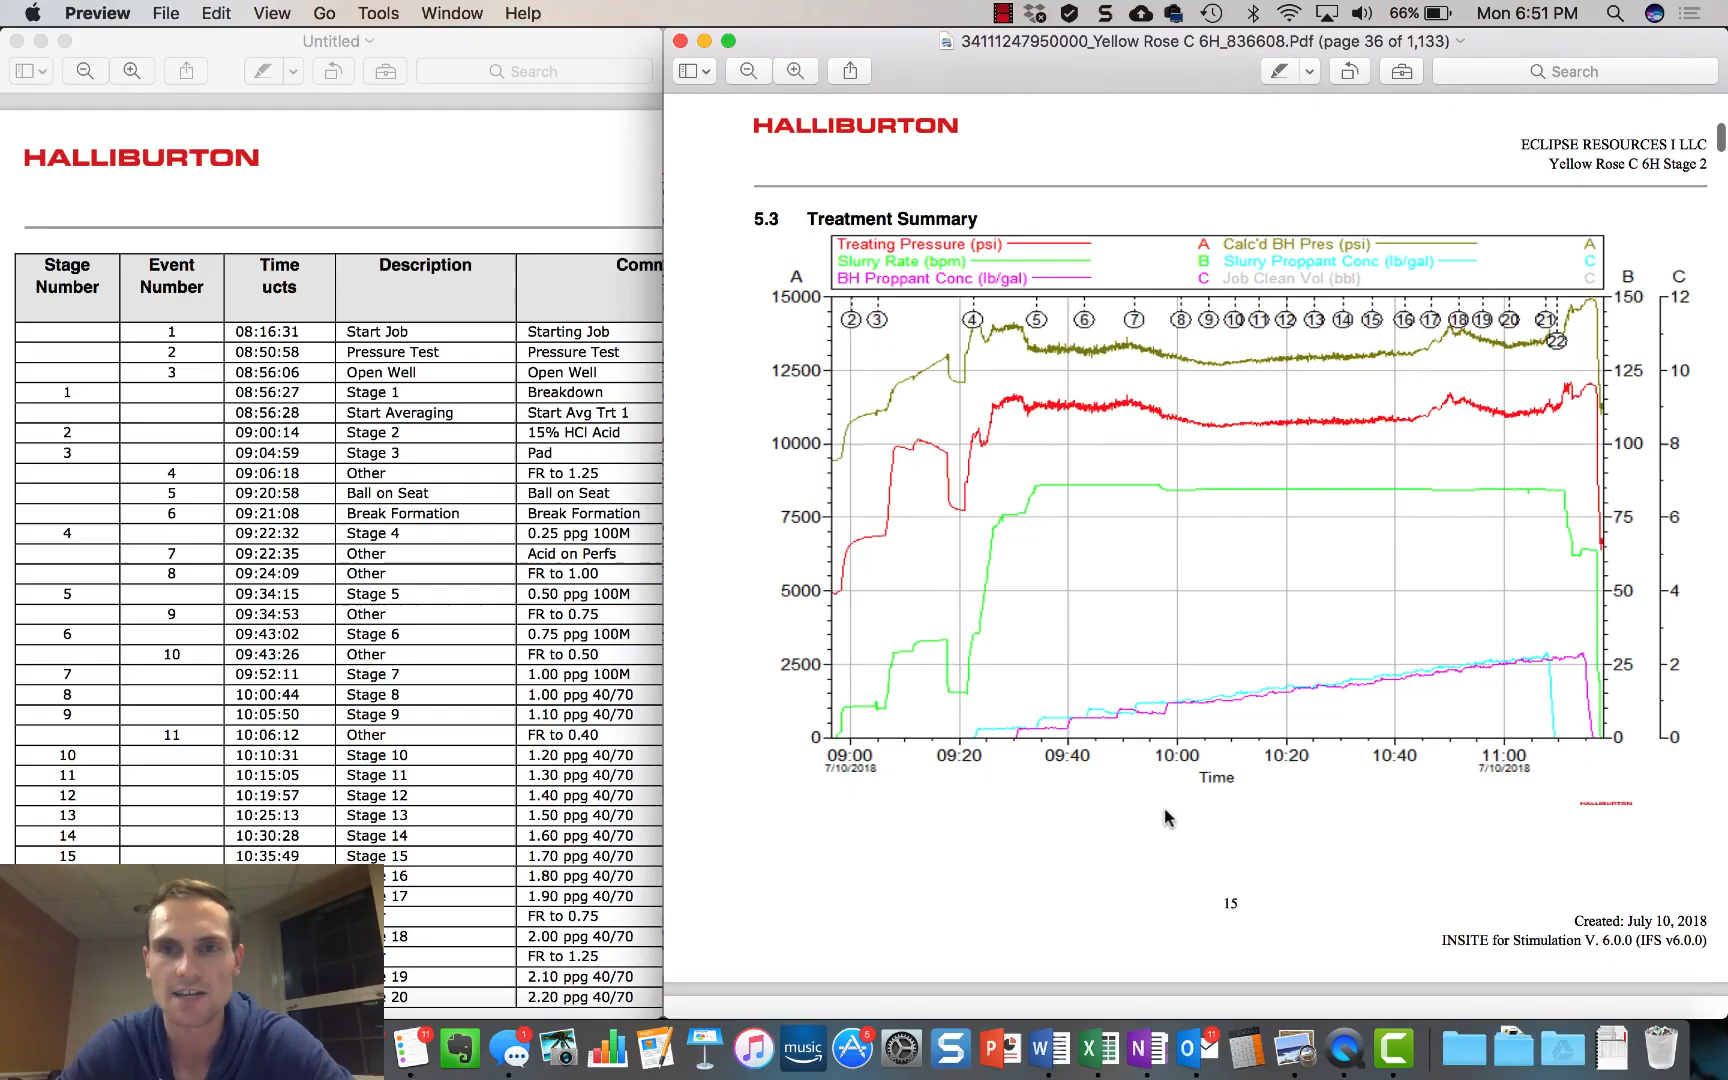 Preview File Edit View Go Tools Window Help
66% Mon 6:51 PM
Untitled
Search
HALLIBURTON
Stage Number Event Number Time ucts Description Comm
1 08:16:31 Start Job Starting Job
2 08:50:58 Pressure Test Pressure Test
3 08:56:06 Open Well Open Well
1 08:56:27 Stage 1 Breakdown
08:56:28 Start Averaging Start Avg Trt 1
2 09:00:14 Stage 2 15% HCl Acid
3 09:04:59 Stage 3 Pad
4 09:06:18 Other FR to 1.25
5 09:20:58 Ball on Seat Ball on Seat
6 09:21:08 Break Formation Break Formation
4 09:22:32 Stage 4 0.25 ppg 100M
7 09:22:35 Other Acid on Perfs
8 09:24:09 Other FR to 1.00
5 09:34:15 Stage 5 0.50 ppg 100M
9 09:34:53 Other FR to 0.75
6 09:43:02 Stage 6 0.75 ppg 100M
10 09:43:26 Other FR to 0.50
7 09:52:11 Stage 7 1.00 ppg 100M
8 10:00:44 Stage 8 1.00 ppg 40/70
9 10:05:50 Stage 9 1.10 ppg 40/70
11 10:06:12 Other FR to 0.40
10 10:10:31 Stage 10 1.20 ppg 40/70
11 10:15:05 Stage 11 1.30 ppg 40/70
12 10:19:57 Stage 12 1.40 ppg 40/70
13 10:25:13 Stage 13 1.50 ppg 40/70
14 10:30:28 Stage 14 1.60 ppg 40/70
15 10:35:49 Stage 15 1.70 ppg 40/70
16 1.80 ppg 40/70
17 1.90 ppg 40/70
FR to 0.75
18 2.00 ppg 40/70
FR to 1.25
19 2.10 ppg 40/70
20 2.20 ppg 40/70
34111247950000_Yellow Rose C 6H_836608.Pdf (page 36 of 1,133)
Search
HALLIBURTON
ECLIPSE RESOURCES I LLC
Yellow Rose C 6H Stage 2
5.3 Treatment Summary
Treating Pressure (psi) A Calc'd BH Pres (psi) A
Slurry Rate (bpm) B Slurry Proppant Conc (lb/gal) C
BH Proppant Conc (lb/gal) C Job Clean Vol (bbl) C
A B C
15000 150 12
2 3 4 5 6 7 8 9 10 11 12 13 14 15 16 17 18 19 20 21
22
12500 125 10
10000 100 8
7500 75 6
5000 50 4
2500 25 2
0 0 0
09:00 09:20 09:40 10:00 10:20 10:40 11:00
7/10/2018 7/10/2018
Time
HALLIBURTON
15
Created: July 10, 2018
INSITE for Stimulation V. 6.0.0 (IFS v6.0.0)
11 1 music 6 11